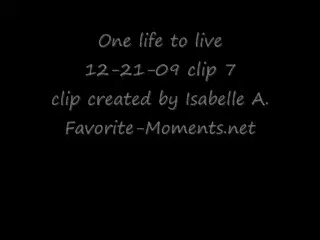 One life to live
12-21-09 clip 7
clip created by Isabelle A.
Favorite-Moments.net